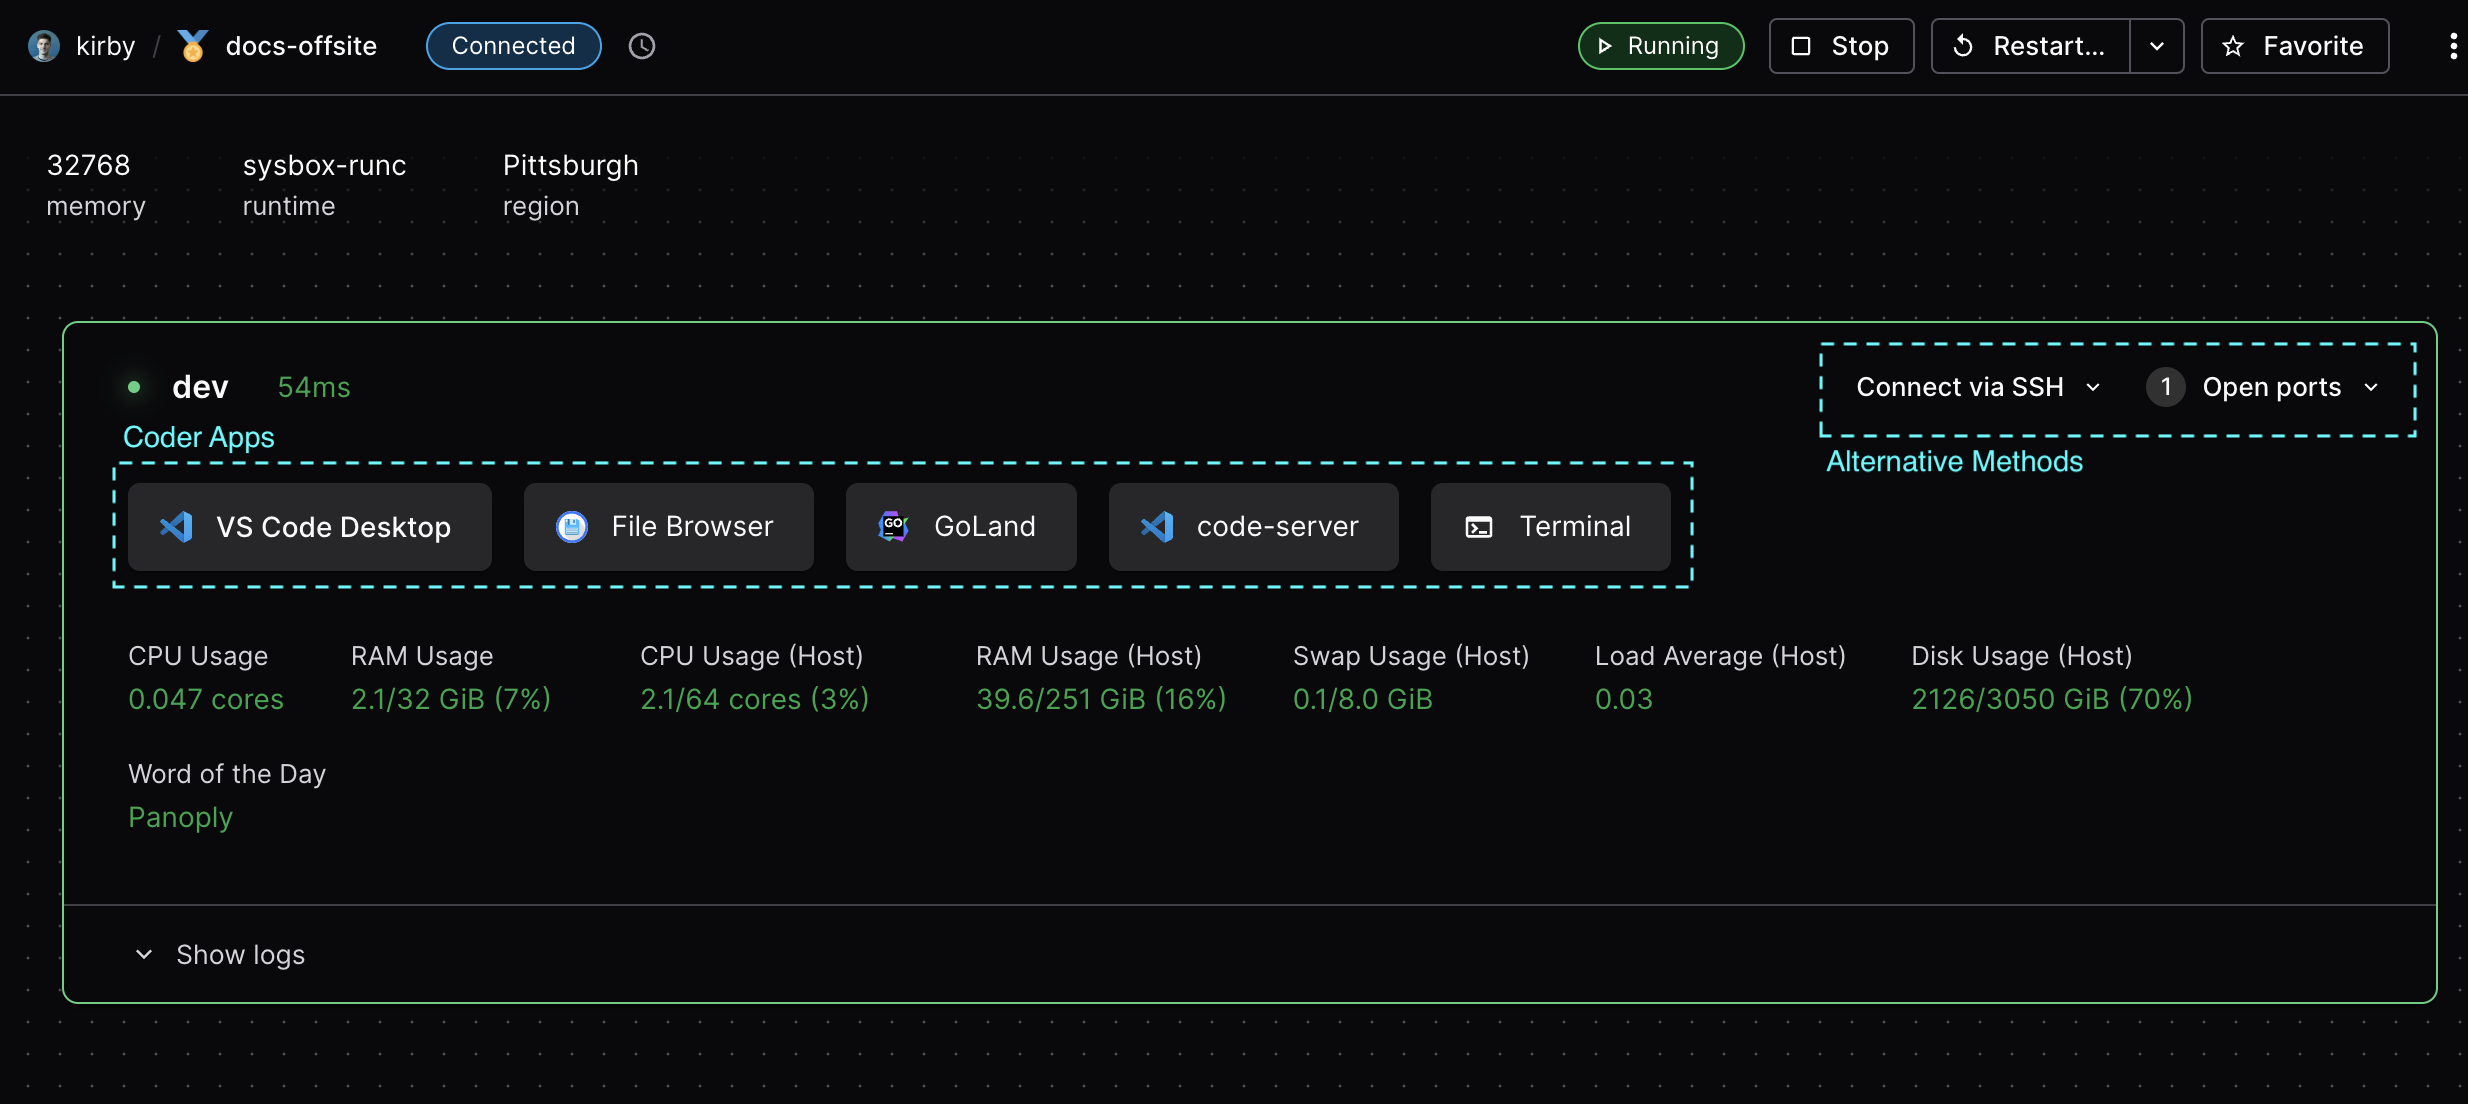 kirby / docs-offsite Connected Running Stop Restart... Favorite
32768 sysbox-runc Pittsburgh
memory runtime region
dev 54ms Connect via SSH 1 Open ports
Coder Apps
Alternative Methods
VS Code Desktop File Browser GO GoLand code-server Terminal
CPU Usage RAM Usage CPU Usage (Host) RAM Usage (Host) Swap Usage (Host) Load Average (Host) Disk Usage (Host)
0.047 cores 2.1/32 GiB (7%) 2.1/64 cores (3%) 39.6/251 GiB (16%) 0.1/8.0 GiB 0.03 2126/3050 GiB (70%)
Word of the Day
Panoply
Show logs